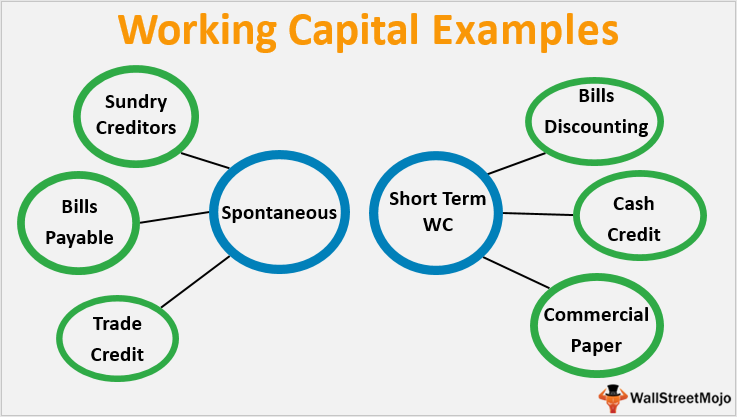 Working Capital Examples
Sundry
Creditors
Bills
Payable
Trade
Credit
Spontaneous
Short Term
WC
Bills
Discounting
Cash
Credit
Commercial
Paper
WallStreetMojo